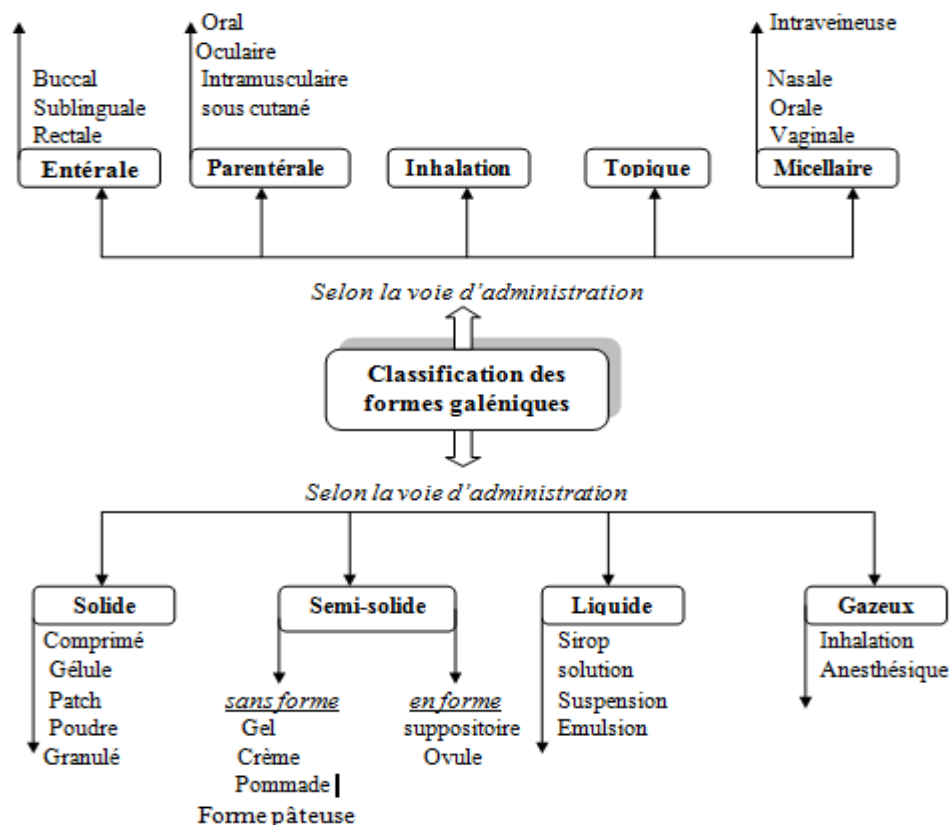 Oral
Oculaire
Intramusculaire
sous cutané
Intraveineuse
Buccal
Sublinguale
Rectale
Nasale
Orale
Vaginale
Entérale
Parentérale
Inhalation
Topique
Micellaire
Selon la voie d’administration
Classification des
formes galéniques
Selon la voie d’administration
Solide
Comprimé
Gélule
Patch
Poudre
Granulé
Semi-solide
sans forme
Gel
Crème
Pommade
Forme pâteuse
en forme
suppositoire
Ovule
Liquide
Sirop
solution
Suspension
Emulsion
Gazeux
Inhalation
Anesthésique